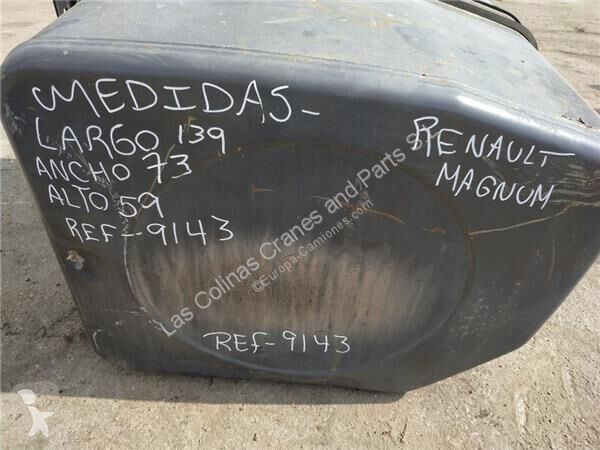 MEDIDAS-
LARGO 139
ANCHO 73
ALTO 59
REF-9143
RENAULT
MAGNUM
Las Colinas Cranes and Parts S
©Europa-Camiones.com
REF-9143